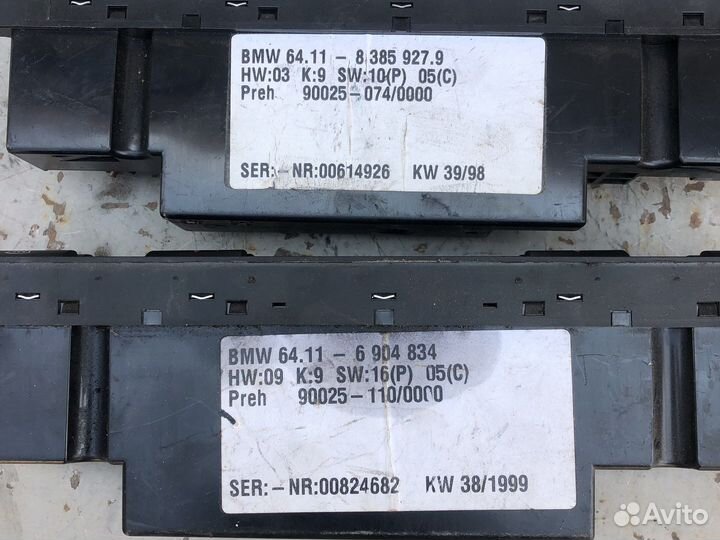 BMW 64.11 - 8 385 927.9
HW:03 K:9 SW:10(P) 05(C)
Preh 90025-074/0000
SER:-NR:00614926 KW 39/98
BMW 64.11 - 6 904 834
HW:09 K:9 SW:16(P) 05(C)
Preh 90025-110/0000
SER:-NR:00824682 KW 38/1999
Avito